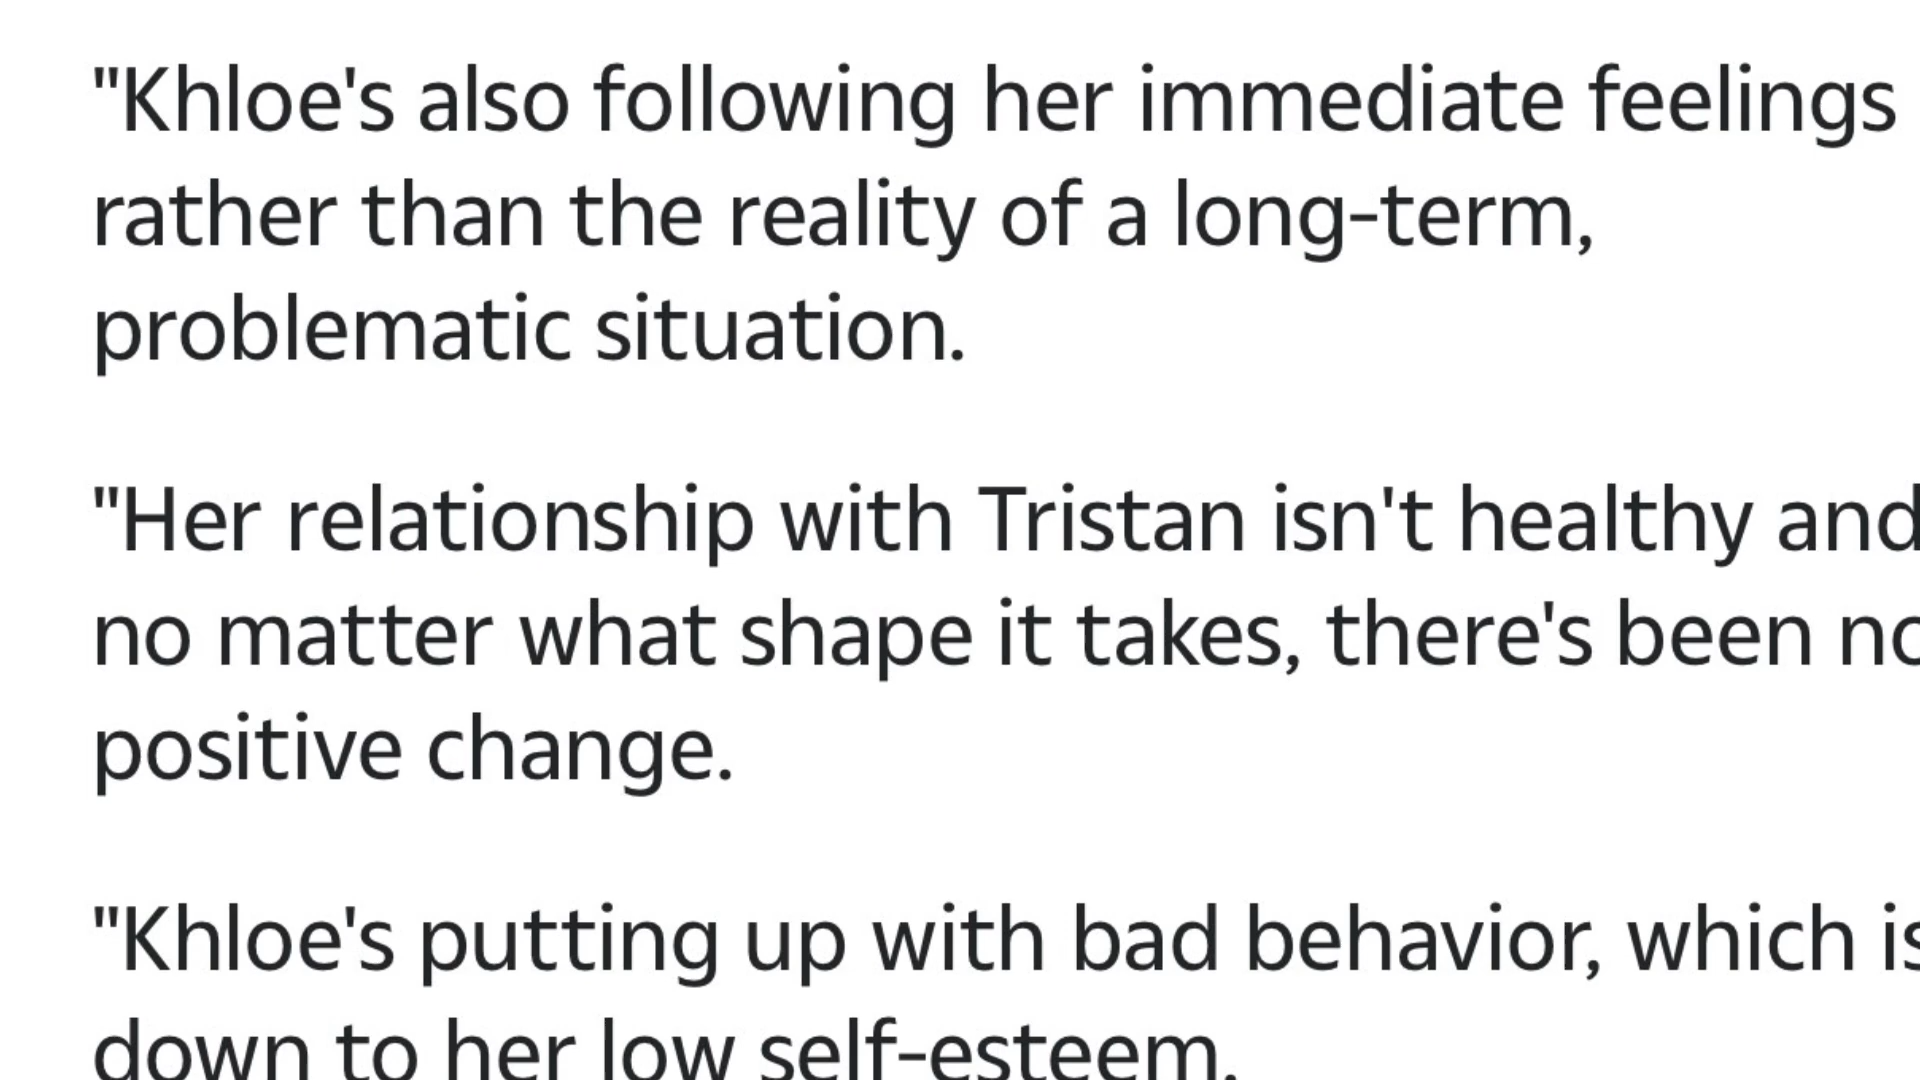 "Khloe's also following her immediate feelings
rather than the reality of a long-term,
problematic situation.
"Her relationship with Tristan isn't healthy and
no matter what shape it takes, there's been no
positive change.
"Khloe's putting up with bad behavior, which is
down to her low self-esteem.